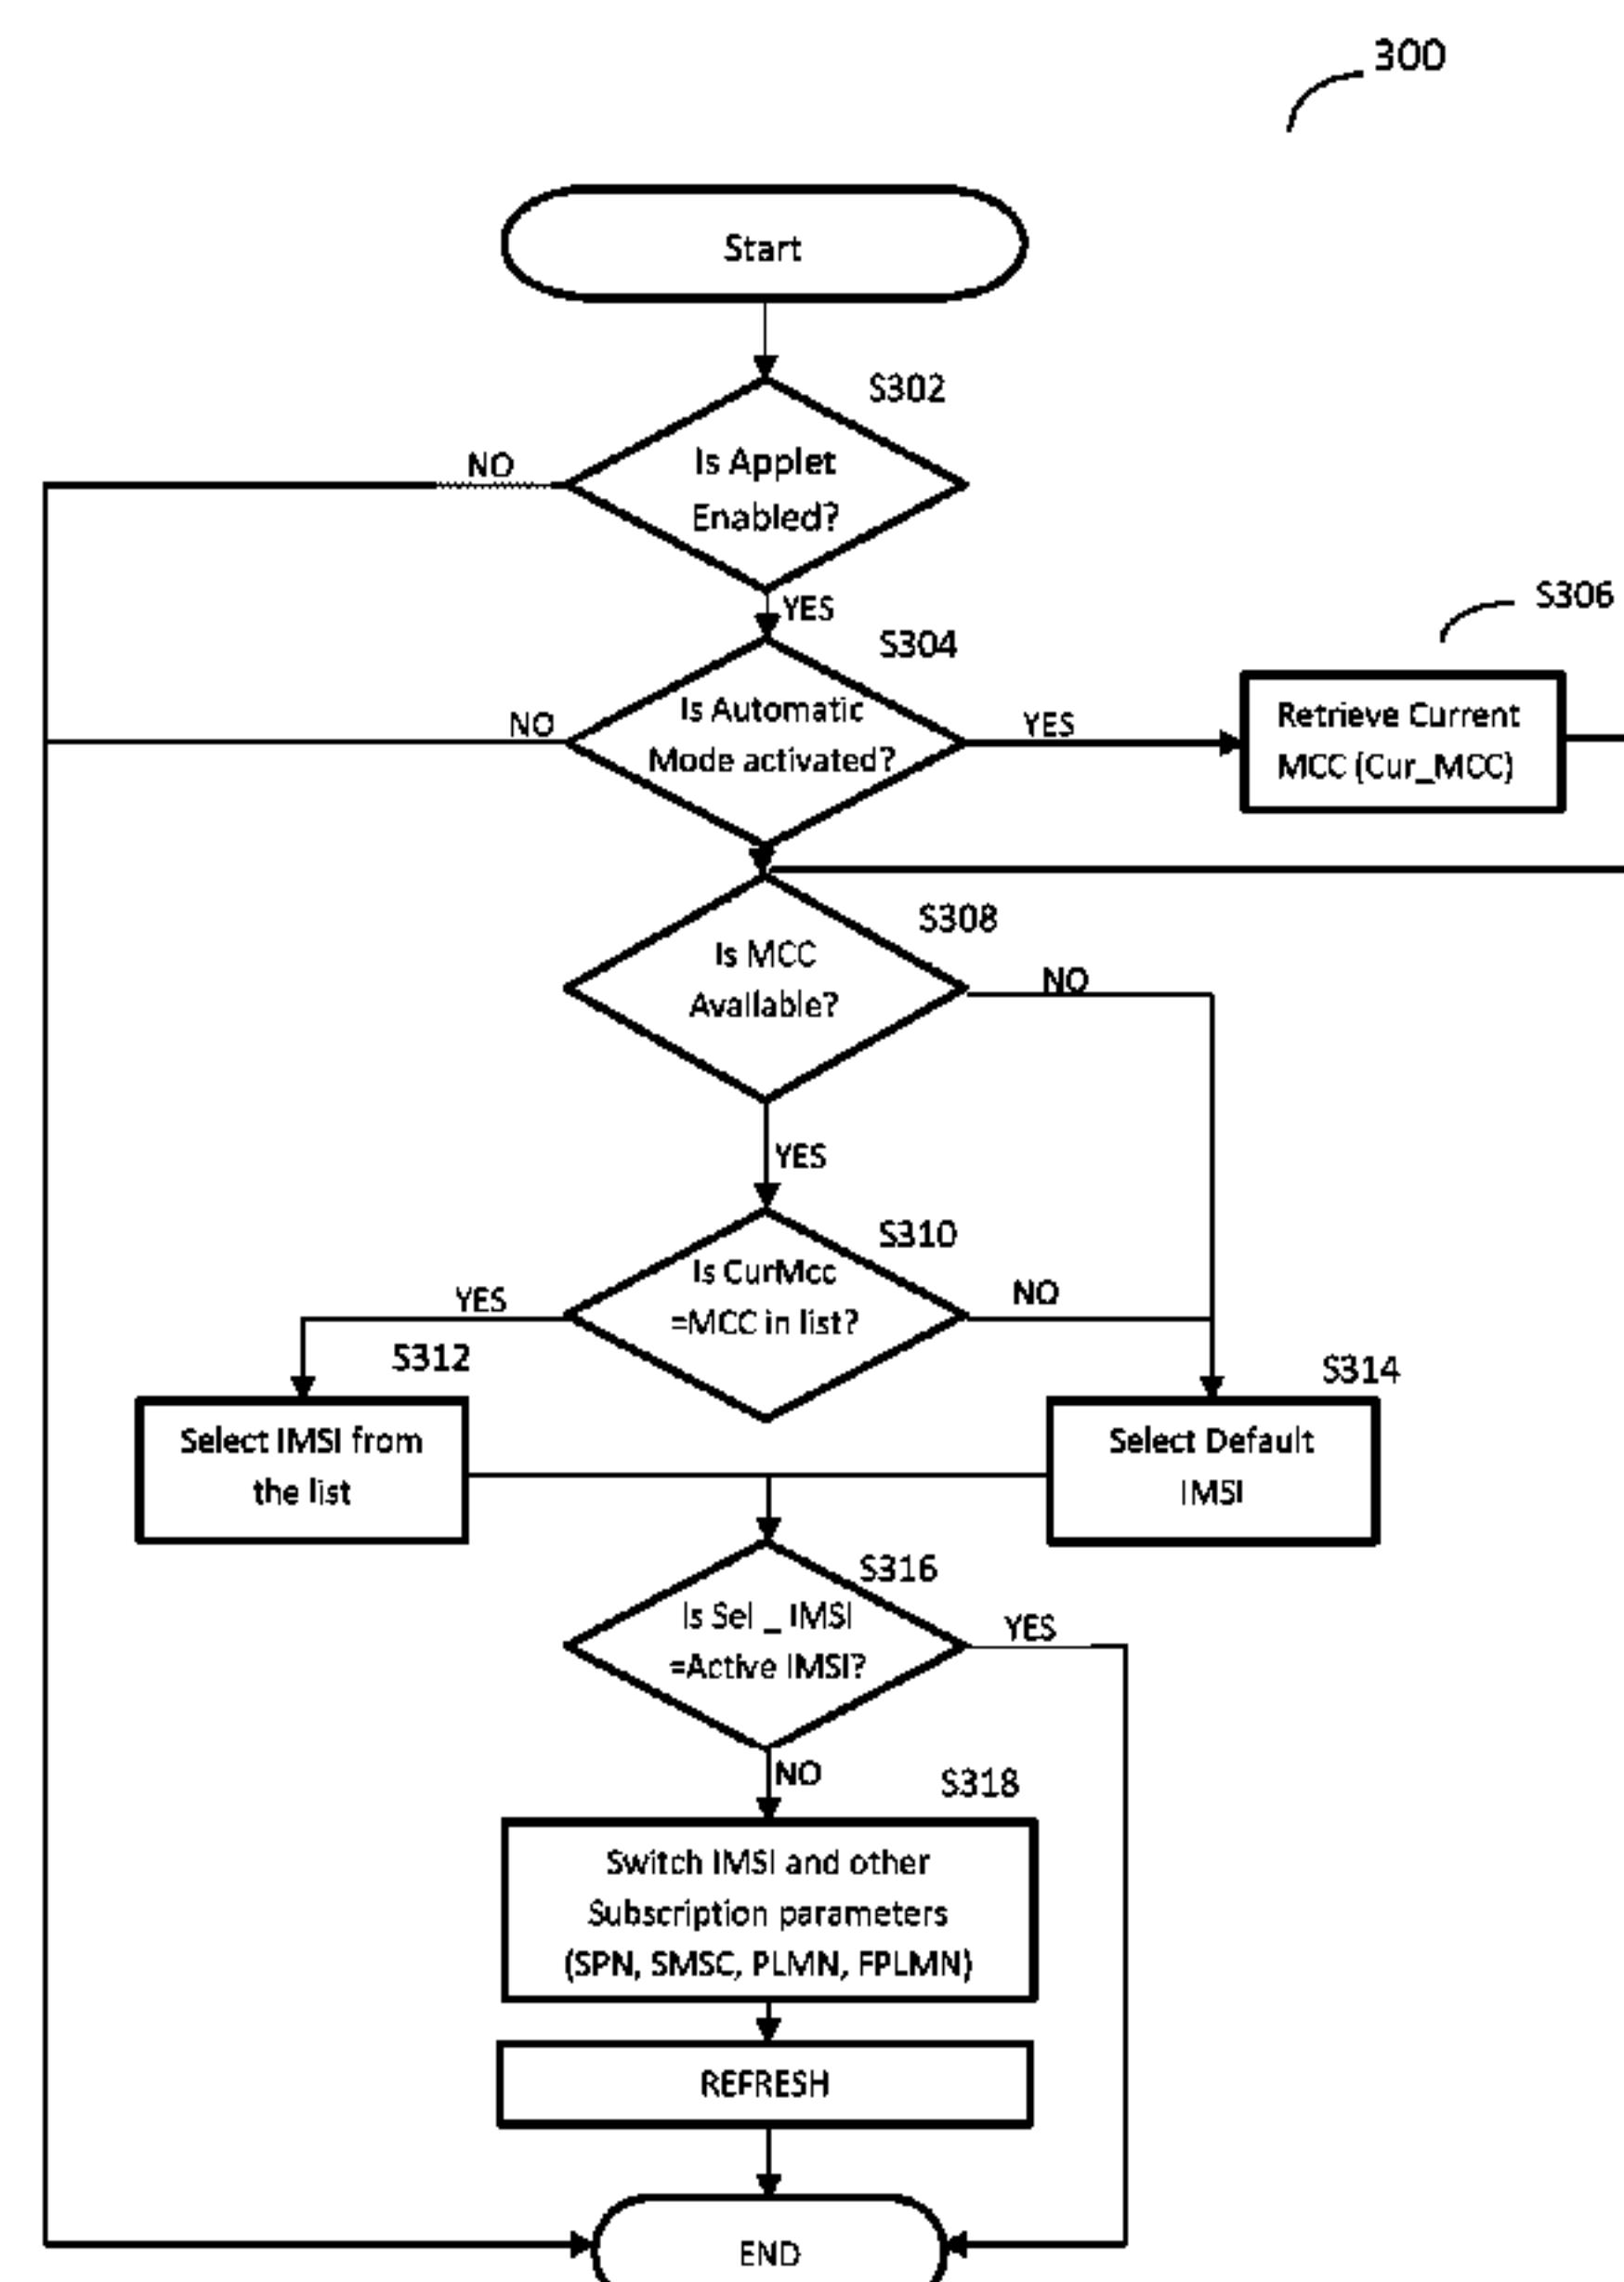 300
Start
S302
Is Applet
Enabled?
NO
YES
S304
Is Automatic
Mode activated?
NO
YES
S306
Retrieve Current
MCC (Cur_MCC)
S308
Is MCC
Available?
NO
YES
S310
Is CurMcc
=MCC in list?
YES
NO
S312
Select IMSI from
the list
S314
Select Default
IMSI
S316
Is Sel _ IMSI
=Active IMSI?
YES
NO
S318
Switch IMSI and other
Subscription parameters
(SPN, SMSC, PLMN, FPLMN)
REFRESH
END